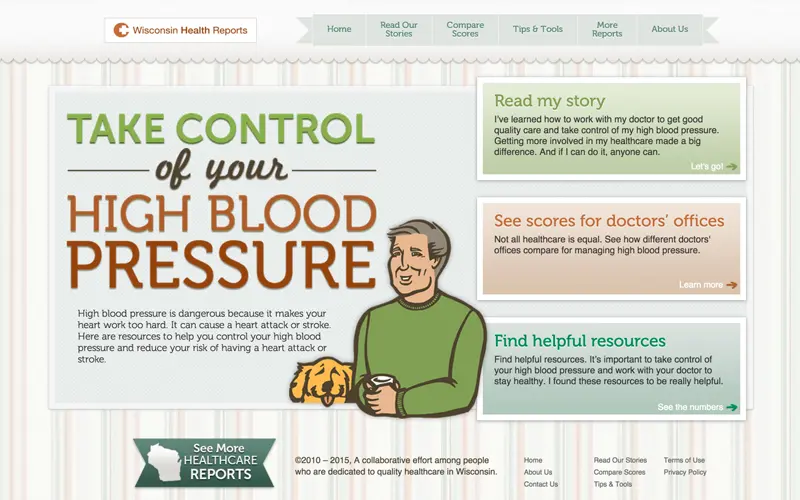 Wisconsin Health Reports
Home
Read Our
Stories
Compare
Scores
Tips & Tools
More
Reports
About Us
TAKE CONTROL
of your
HIGH BLOOD
PRESSURE
High blood pressure is dangerous because it makes your
heart work too hard. It can cause a heart attack or stroke.
Here are resources to help you control your high blood
pressure and reduce your risk of having a heart attack or
stroke.
Read my story
I've learned how to work with my doctor to get good
quality care and take control of my high blood pressure.
Getting more involved in my healthcare made a big
difference. And if I can do it, anyone can.
Let's go!
See scores for doctors' offices
Not all healthcare is equal. See how different doctors'
offices compare for managing high blood pressure.
Learn more
Find helpful resources
Find helpful resources. It's important to take control of
your high blood pressure and work with your doctor to
stay healthy. I found these resources to be really helpful.
See the numbers
See More
HEALTHCARE
REPORTS
©2010 – 2015, A collaborative effort among people
who are dedicated to quality healthcare in Wisconsin.
Home
About Us
Contact Us
Read Our Stories
Compare Scores
Tips & Tools
Terms of Use
Privacy Policy